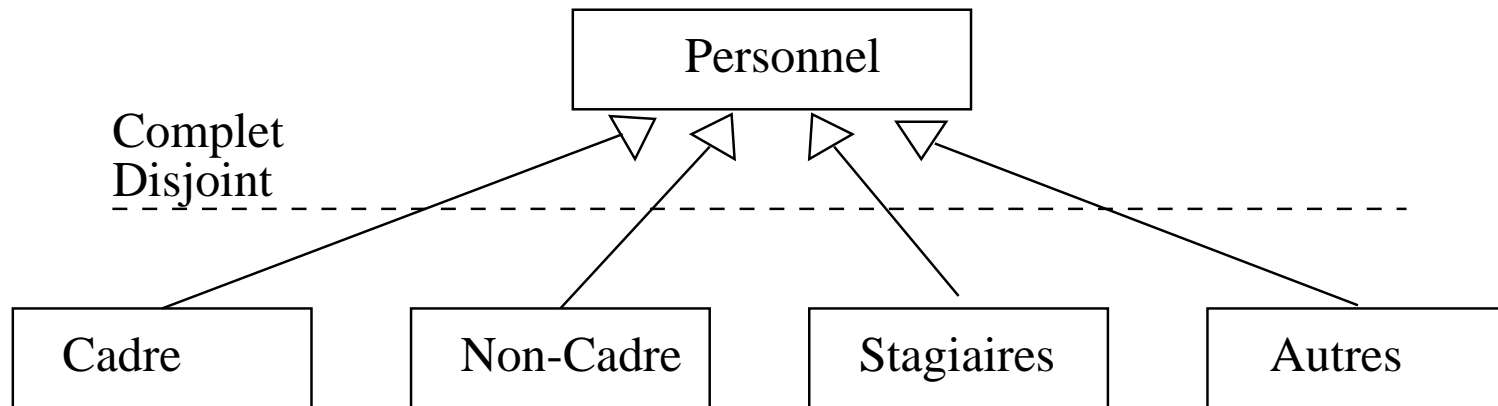 Personnel
Complet
Disjoint
Cadre
Non-Cadre
Stagiaires
Autres